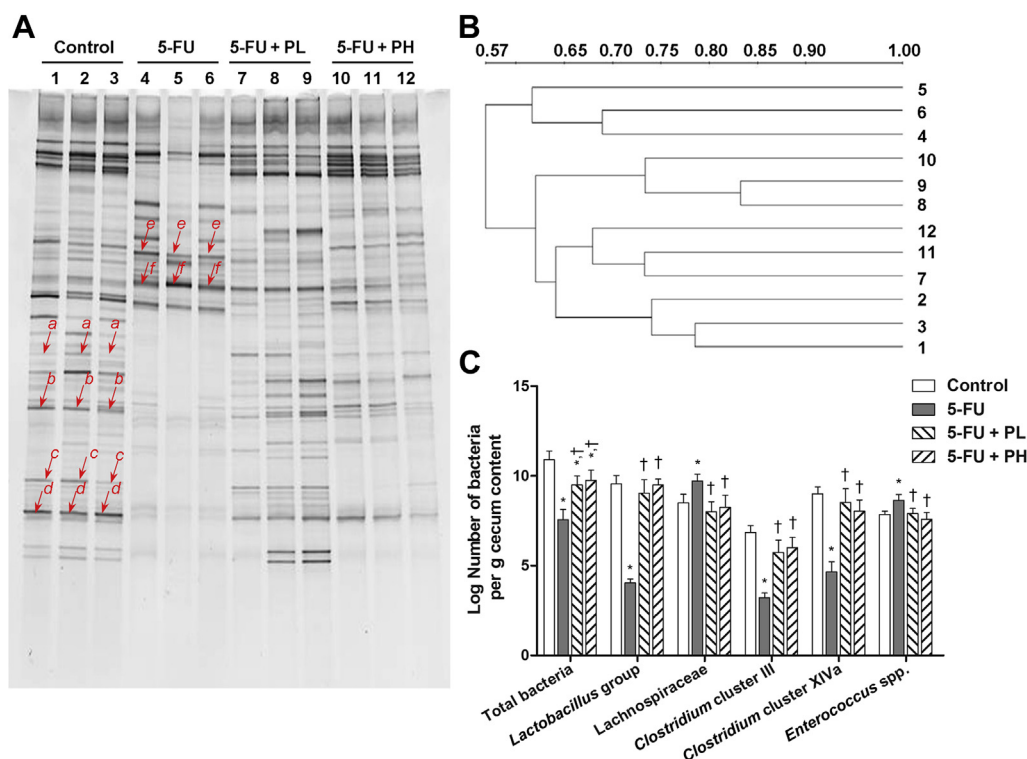 A
Control 5-FU 5-FU + PL 5-FU + PH
1 2 3 4 5 6 7 8 9 10 11 12
e e e
f f f
a a a
b b b
c c c
d d d
B
0.57 0.65 0.70 0.75 0.80 0.85 0.90 1.00
5
6
4
10
9
8
12
11
7
2
3
1
C
Control
5-FU
5-FU + PL
5-FU + PH
Log Number of bacteria
per g cecum content
15
10
5
0
* *,† *,†
* † †
* † †
* † †
* † †
* † †
Total bacteria
Lactobacillus group
Lachnospiraceae
Clostridium cluster III
Clostridium cluster XIVa
Enterococcus spp.